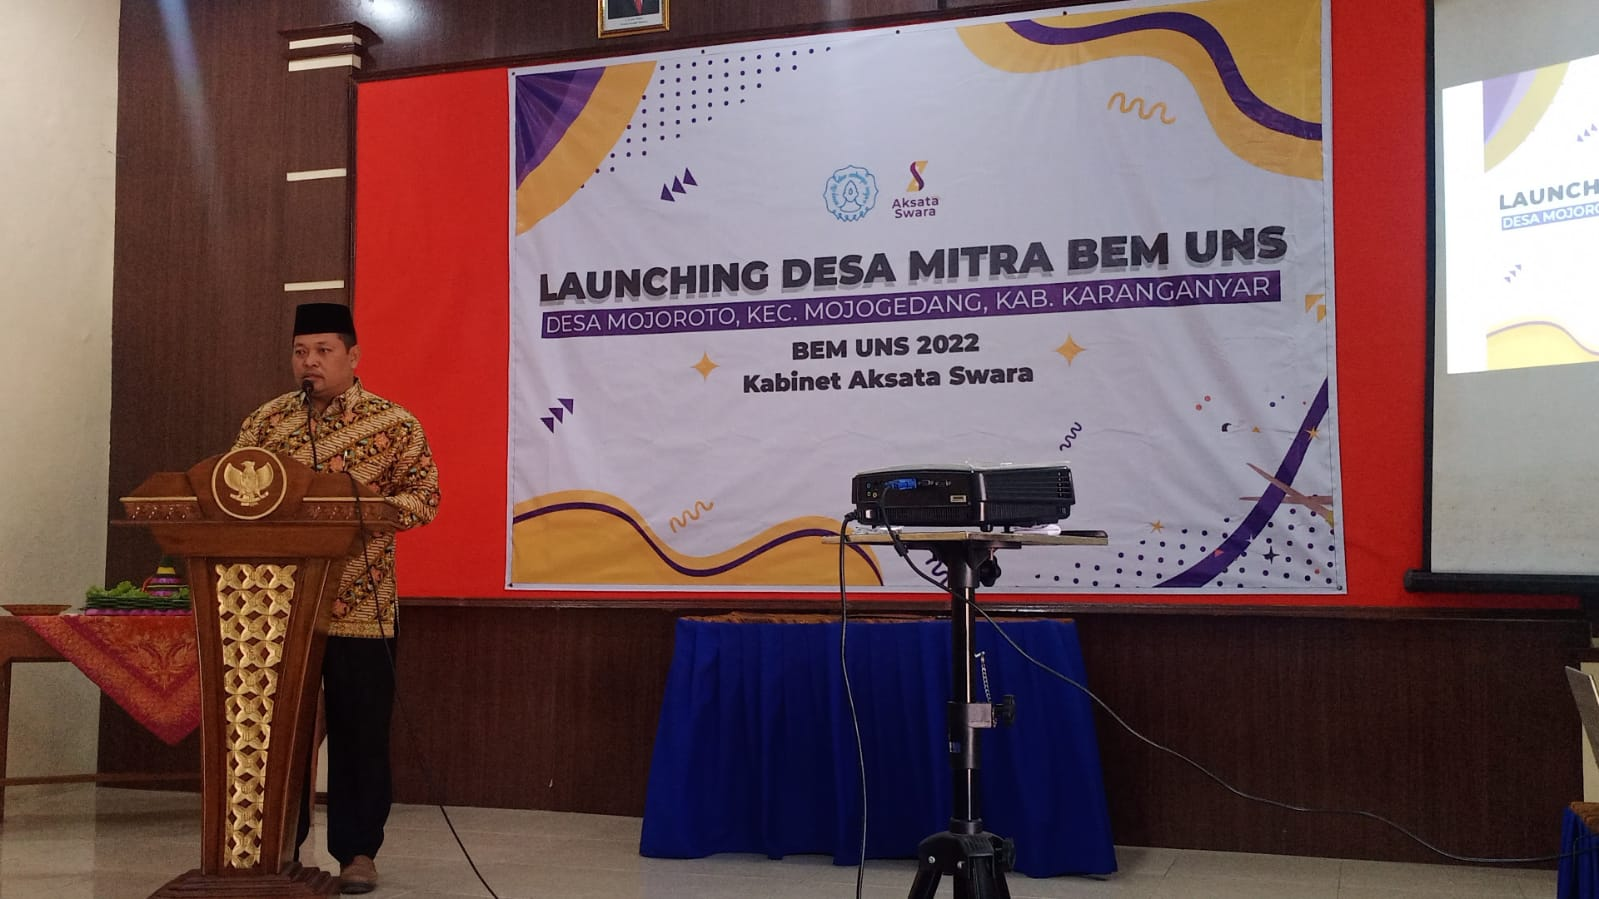 Aksata
Swara
LAUNCHING DESA MITRA BEM UNS
DESA MOJOROTO, KEC. MOJOGEDANG, KAB. KARANGANYAR
BEM UNS 2022
Kabinet Aksata Swara
LAUNCH
DESA MOJORO